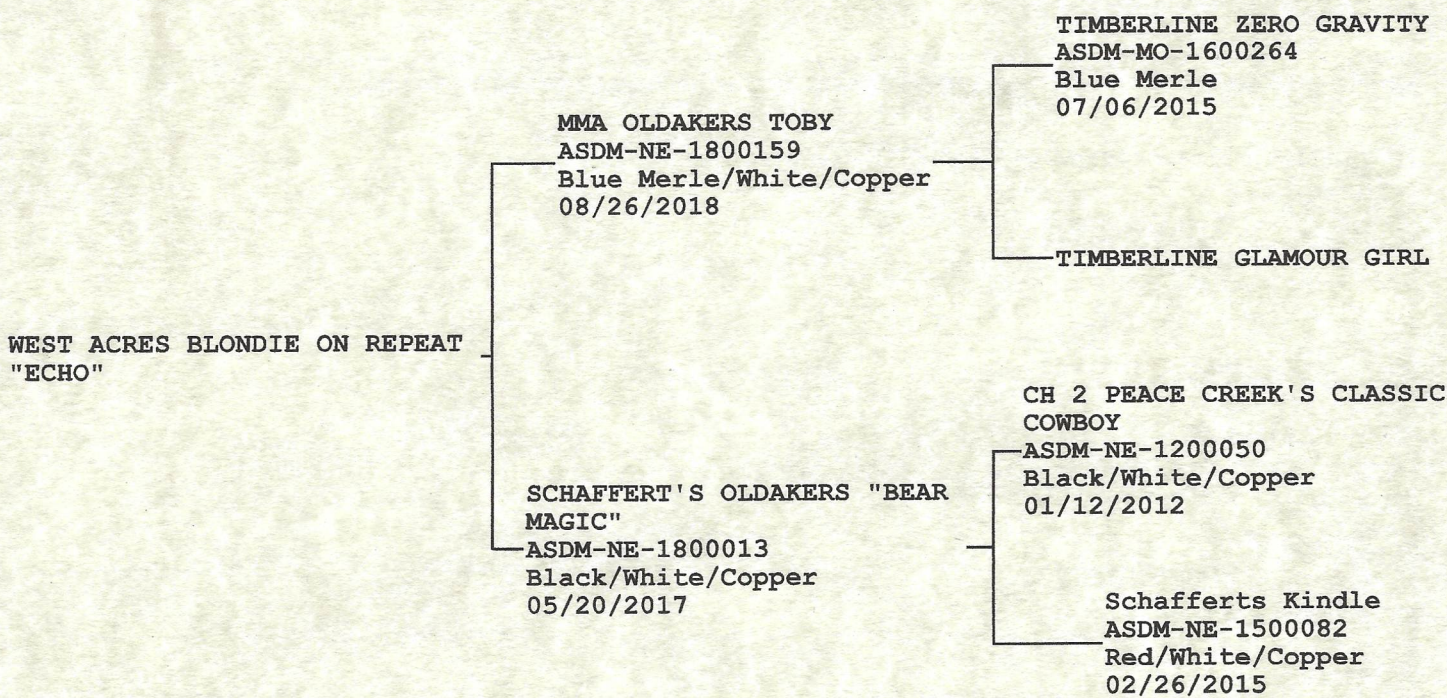 TIMBERLINE ZERO GRAVITY
ASDM-MO-1600264
Blue Merle
07/06/2015
MMA OLDAKERS TOBY
ASDM-NE-1800159
Blue Merle/White/Copper
08/26/2018
TIMBERLINE GLAMOUR GIRL
WEST ACRES BLONDIE ON REPEAT
"ECHO"
CH 2 PEACE CREEK'S CLASSIC
COWBOY
ASDM-NE-1200050
Black/White/Copper
01/12/2012
SCHAFFERT'S OLDAKERS "BEAR
MAGIC"
ASDM-NE-1800013
Black/White/Copper
05/20/2017
Schafferts Kindle
ASDM-NE-1500082
Red/White/Copper
02/26/2015